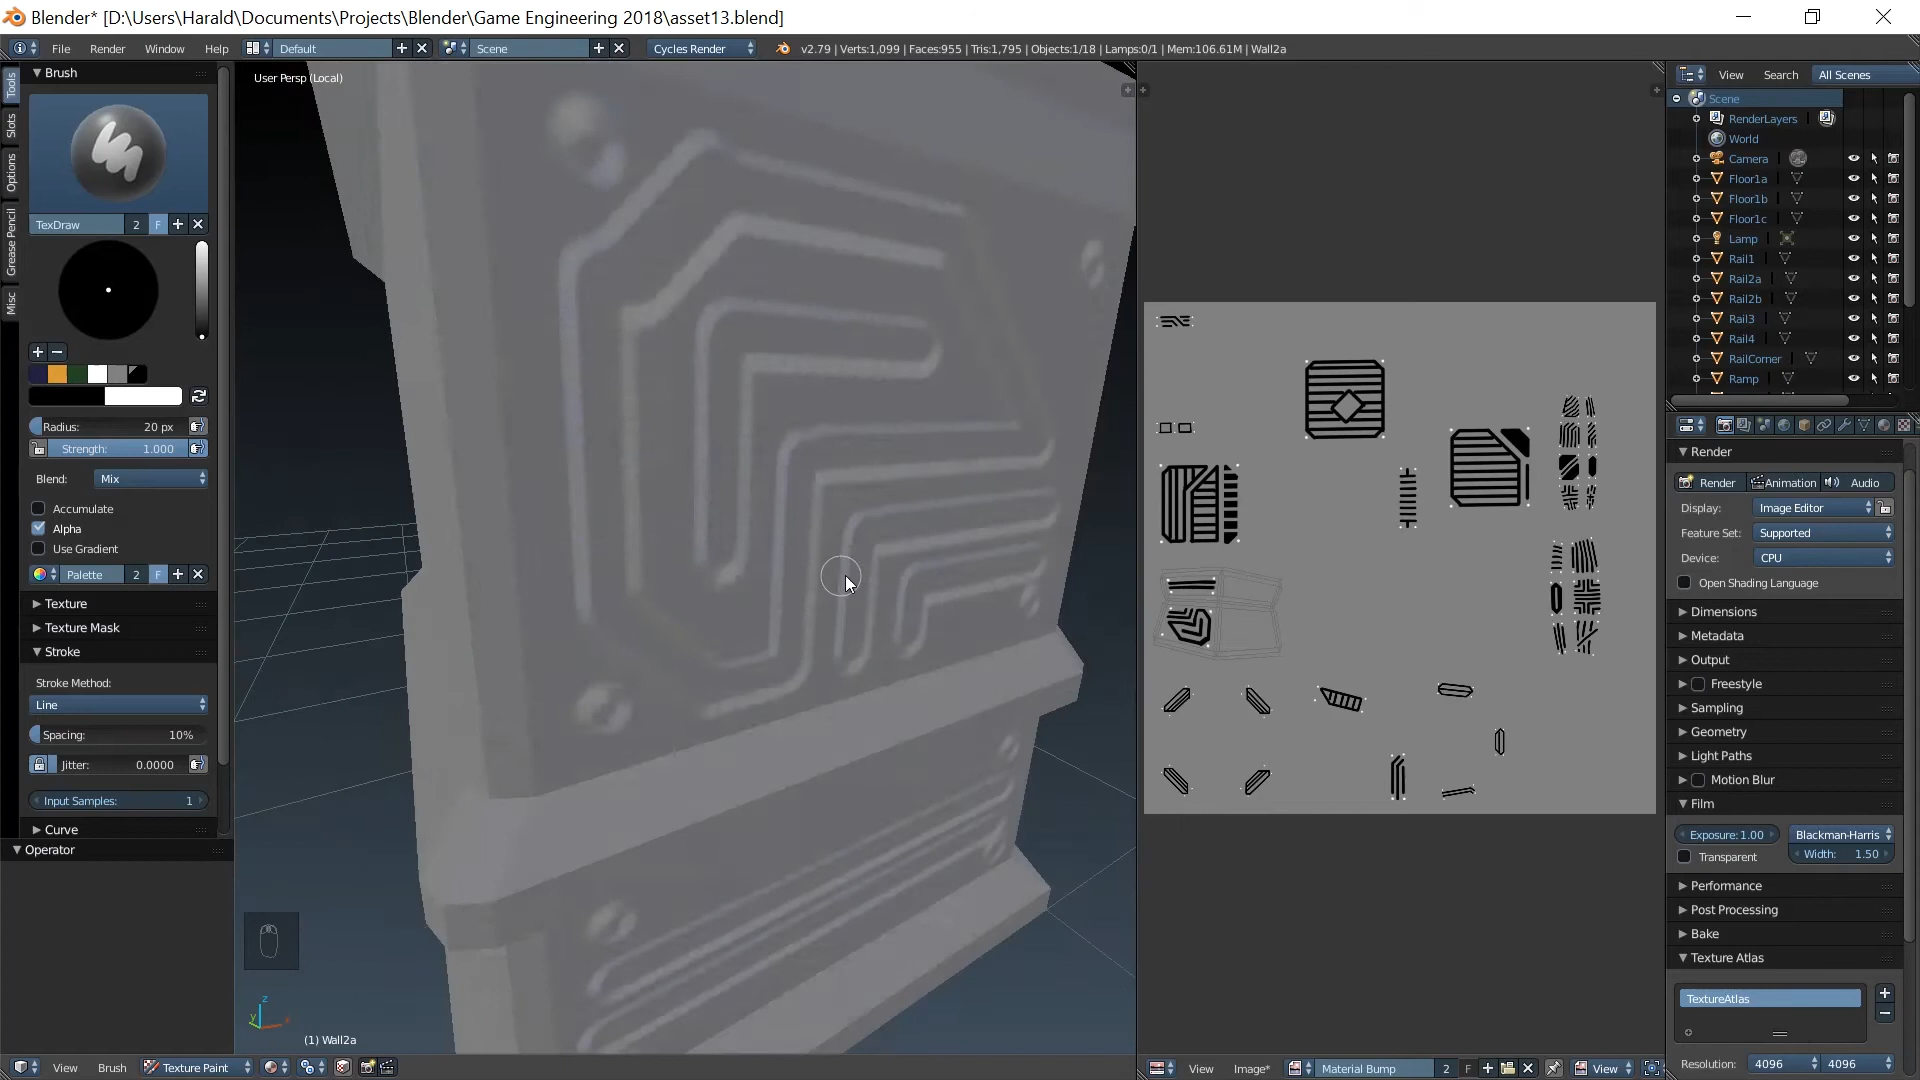 Blender* [D:\Users\Harald\Documents\Projects\Blender\Game Engineering 2018\asset13.blend]
File Render Window Help Default Scene Cycles Render v2.79 | Verts:1,099 | Faces:955 | Tris:1,795 | Objects:1/18 | Lamps:0/1 | Mem:106.61M | Wall2a
Tools
Slots
Options
Grease Pencil
Misc
Brush
TexDraw 2 F
Radius: 20 px
Strength: 1.000
Blend: Mix
Accumulate
Alpha
Use Gradient
Palette 2 F
Texture
Texture Mask
Stroke
Stroke Method:
Line
Spacing: 10%
Jitter: 0.0000
Input Samples: 1
Curve
Operator
User Persp (Local)
z
y
(1) Wall2a
View Brush Texture Paint
View Image* Material Bump 2 F View
View Search All Scenes
Scene
RenderLayers
World
Camera
Floor1a
Floor1b
Floor1c
Lamp
Rail1
Rail2a
Rail2b
Rail3
Rail4
RailCorner
Ramp
Render
Render Animation Audio
Display: Image Editor
Feature Set: Supported
Device: CPU
Open Shading Language
Dimensions
Metadata
Output
Freestyle
Sampling
Geometry
Light Paths
Motion Blur
Film
Exposure: 1.00 Blackman-Harris
Transparent Width: 1.50
Performance
Post Processing
Bake
Texture Atlas
TextureAtlas
Resolution: 4096 4096